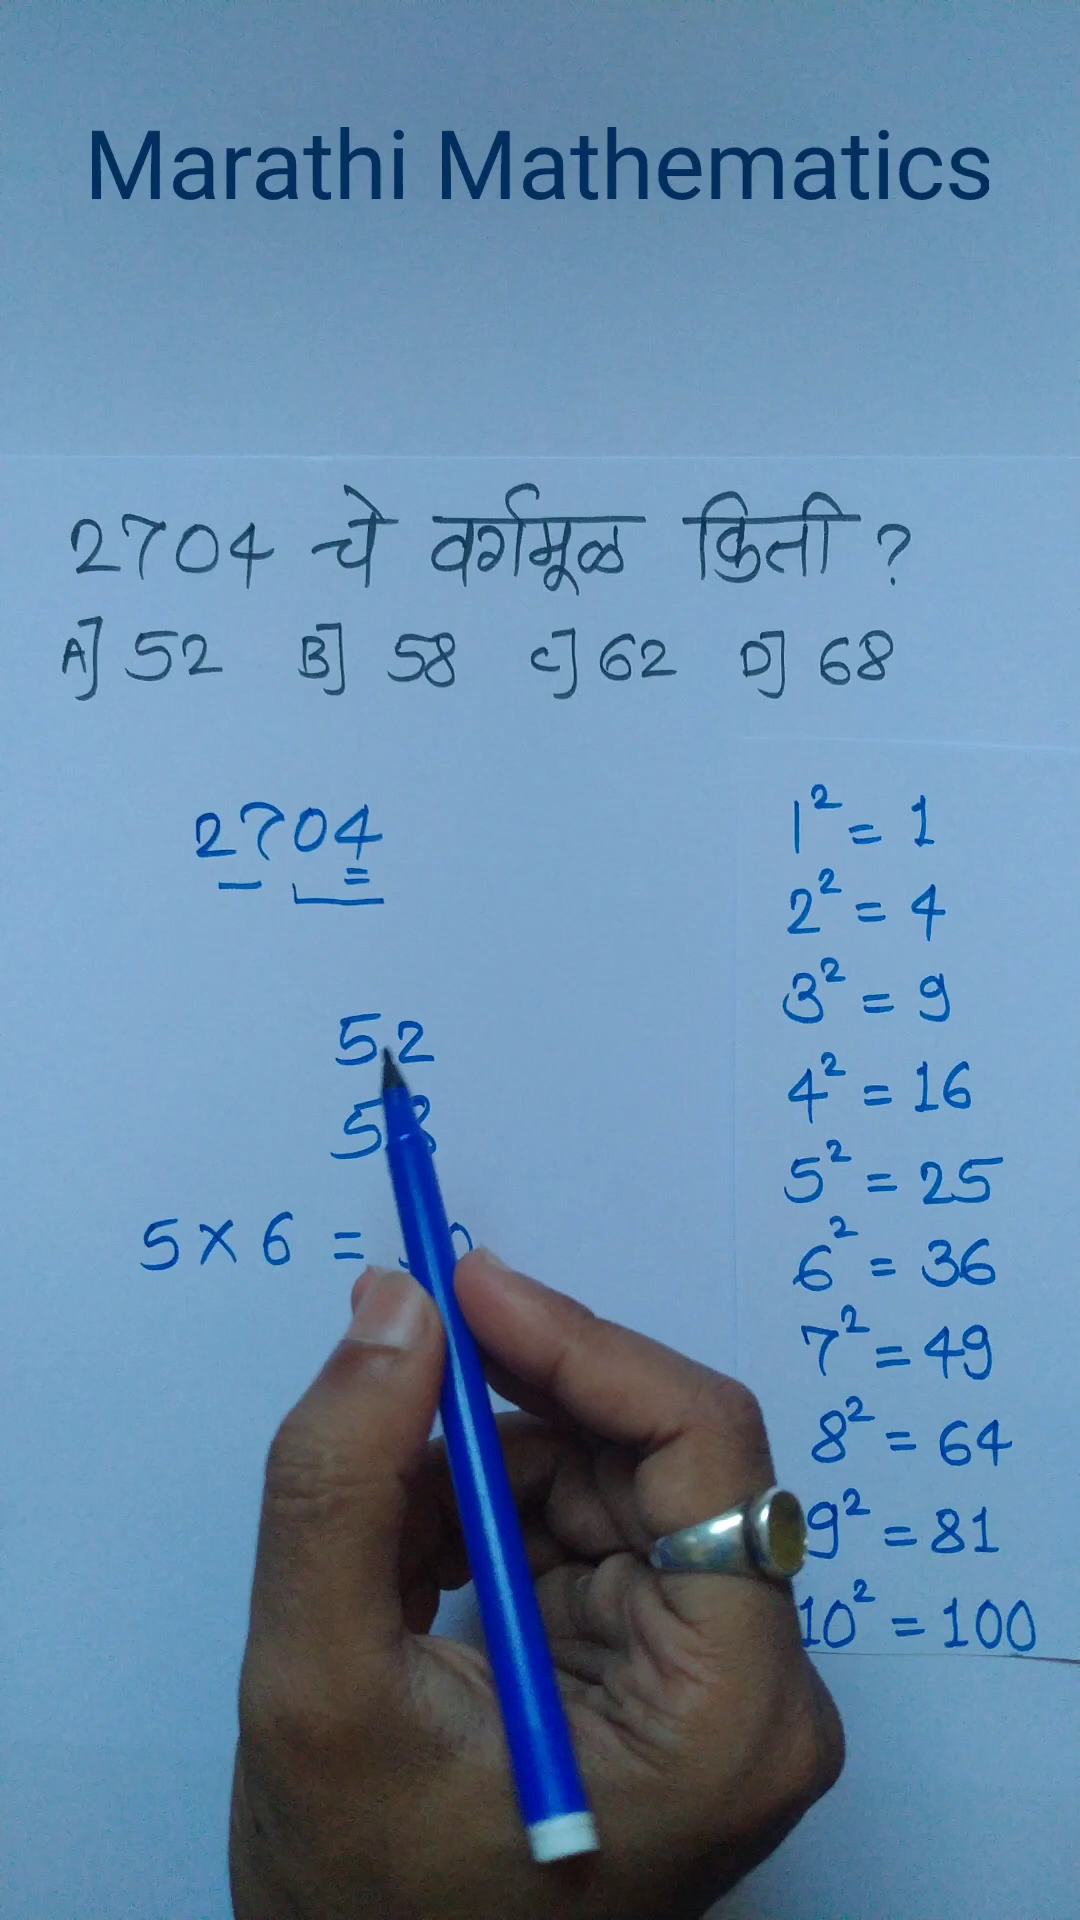 Marathi Mathematics
2704 चे वर्गमूळ किती ?
A] 52 B] 58 C] 62 D] 68
2704
52
58
5 × 6 =
1² = 1
2² = 4
3² = 9
4² = 16
5² = 25
6² = 36
7² = 49
8² = 64
9² = 81
10² = 100